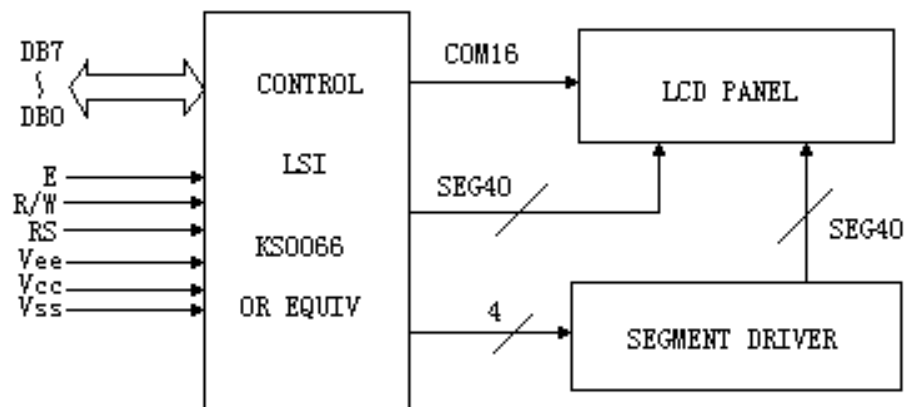 DB7
DB0
E
R/W
RS
Vee
Vcc
Vss
CONTROL
LSI
KS0066
OR EQUIV
COM16
SEG40
4
LCD PANEL
SEG40
SEGMENT DRIVER